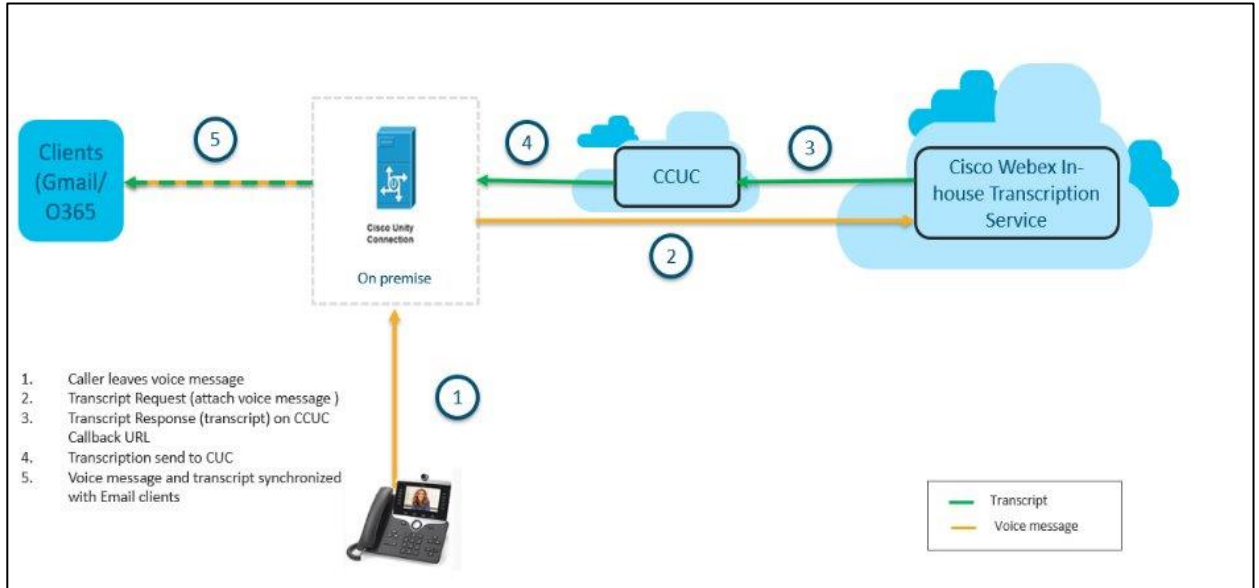 5
4
3
Clients
(Gmail/
O365
CCUC
Cisco Webex In-
house Transcription
Service
Cisco Unity
Connection
2
On premise
1
1. Caller leaves voice message
2. Transcript Request (attach voice message )
3. Transcript Response (transcript) on CCUC
Callback URL
4. Transcription send to CUC
5. Voice message and transcript synchronized
with Email clients
Transcript
Voice message